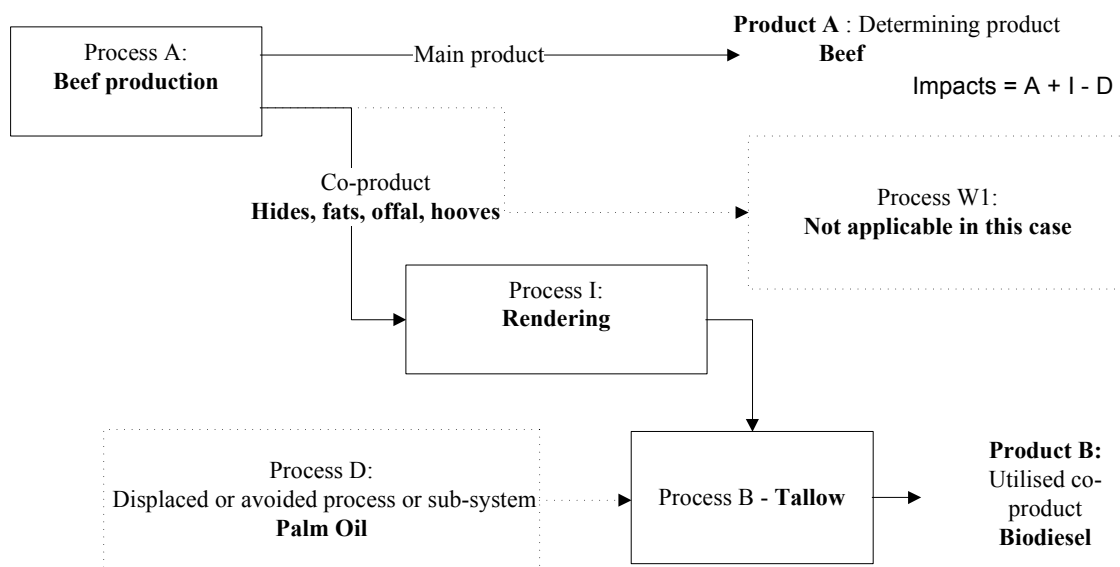 Process A:
Beef production
Main product
Product A : Determining product
Beef
Impacts = A + I - D
Co-product
Hides, fats, offal, hooves
Process W1:
Not applicable in this case
Process I:
Rendering
Process D:
Displaced or avoided process or sub-system
Palm Oil
Process B - Tallow
Product B:
Utilised co-
product
Biodiesel